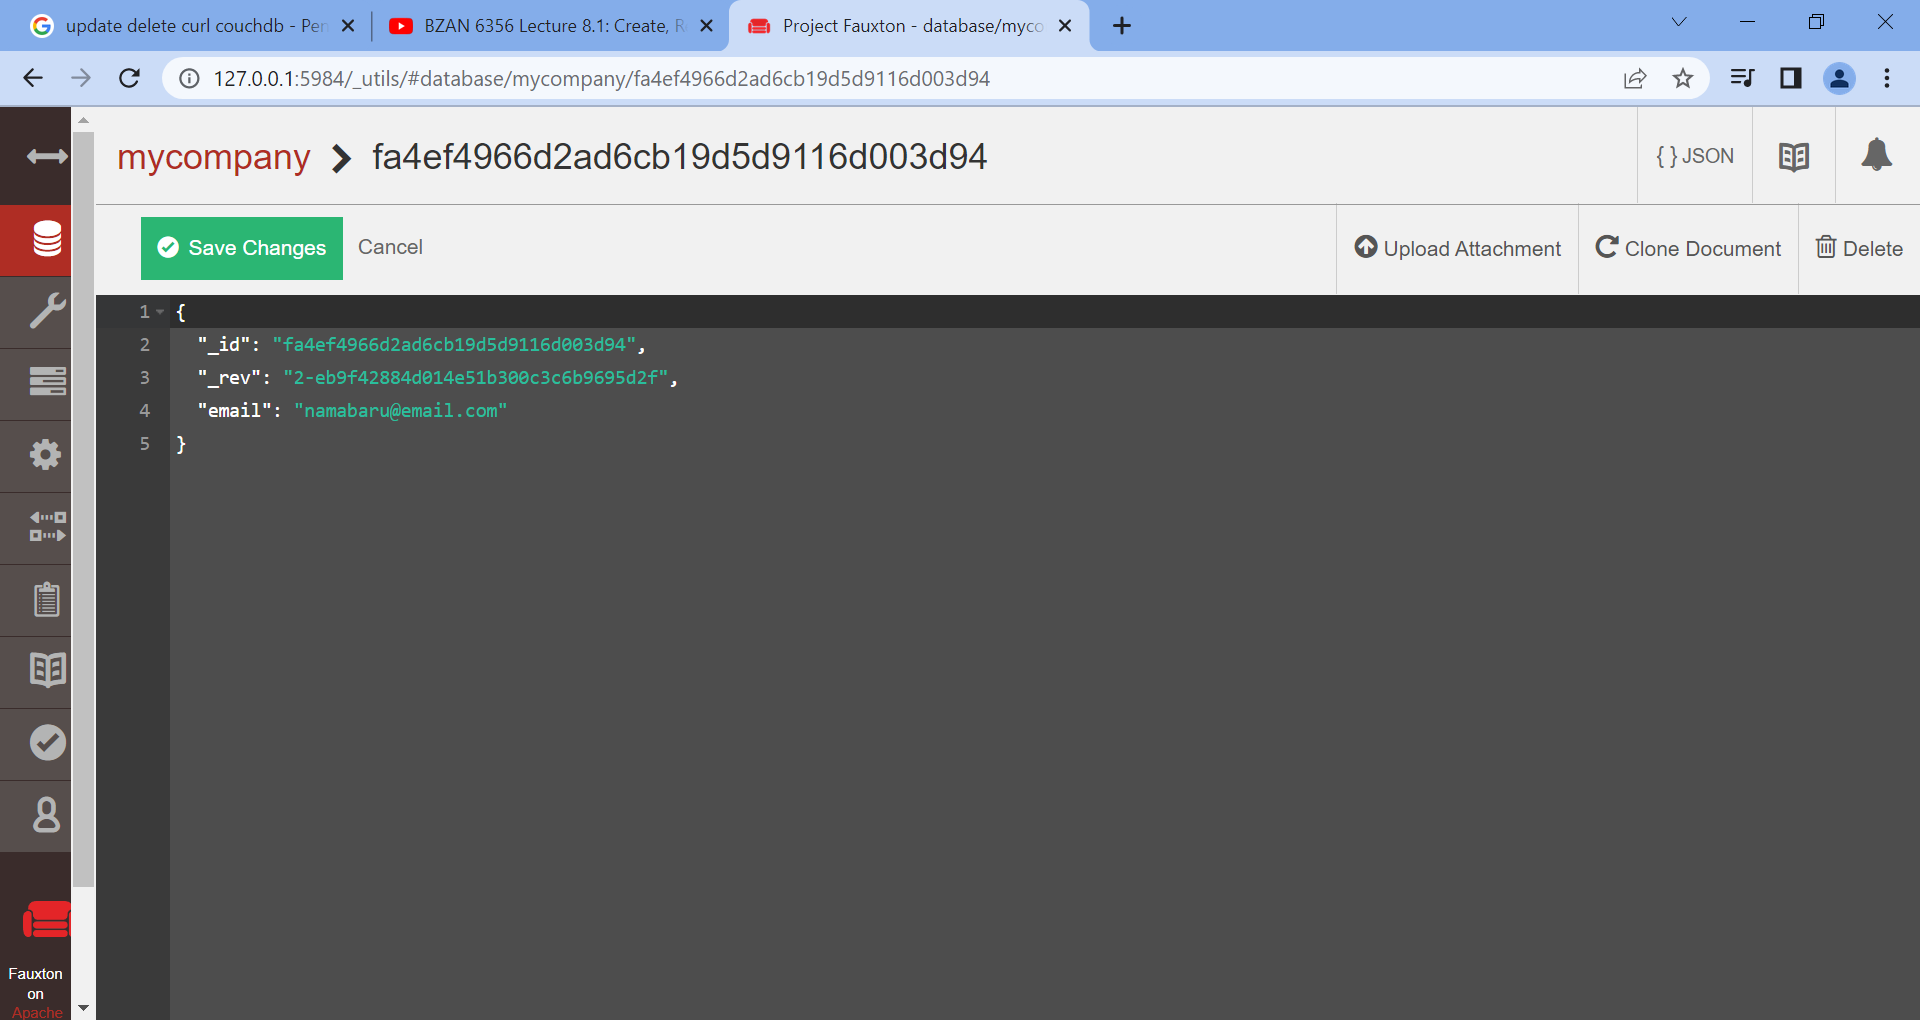 update delete curl couchdb - Pen
BZAN 6356 Lecture 8.1: Create, R
Project Fauxton - database/myco
127.0.0.1:5984/_utils/#database/mycompany/fa4ef4966d2ad6cb19d5d9116d003d94
mycompany > fa4ef4966d2ad6cb19d5d9116d003d94
{ } JSON
Save Changes
Cancel
Upload Attachment
Clone Document
Delete
1 {
2 "_id": "fa4ef4966d2ad6cb19d5d9116d003d94",
3 "_rev": "2-eb9f42884d014e51b300c3c6b9695d2f",
4 "email": "namabaru@email.com"
5 }
Fauxton
on
Apache